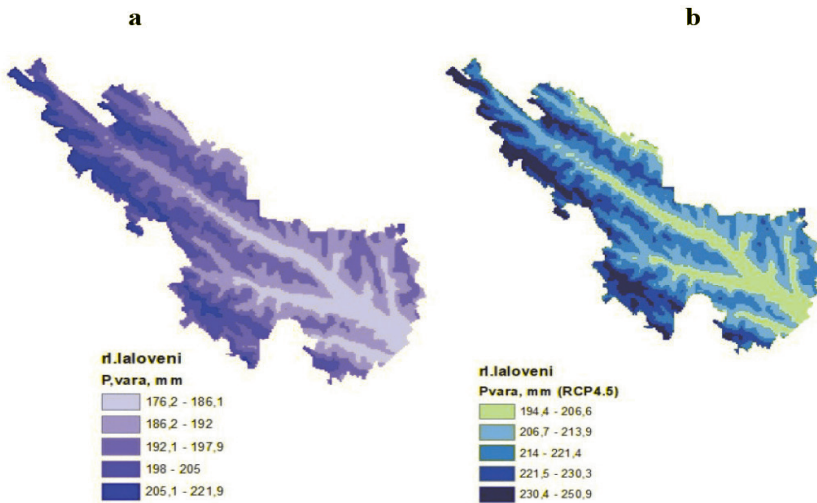 a
b
rl.Ialoveni
P,vara, mm
176,2 - 186,1
186,2 - 192
192,1 - 197,9
198 - 205
205,1 - 221,9
rl.Ialoveni
Pvara, mm (RCP4.5)
194,4 - 206,6
206,7 - 213,9
214 - 221,4
221,5 - 230,3
230,4 - 250,9